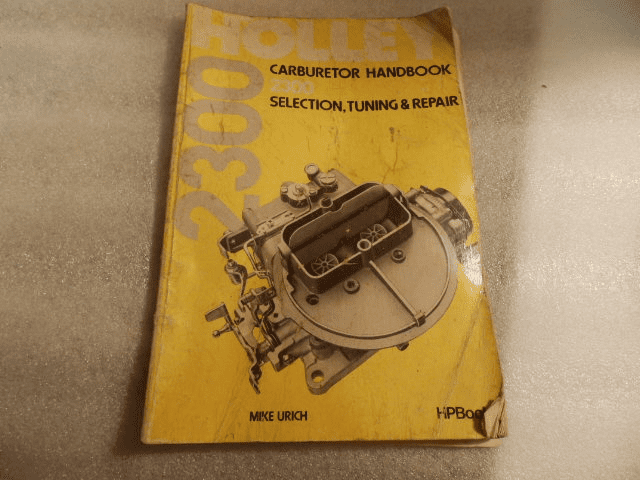 HOLLEY
2300
CARBURETOR HANDBOOK
2300
SELECTION, TUNING & REPAIR
MIKE URICH
HPBoo